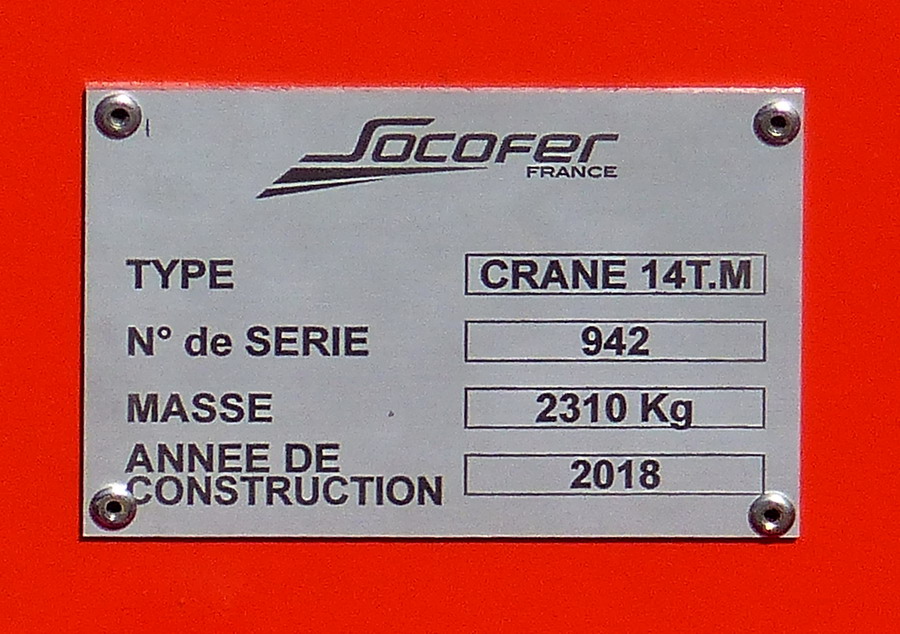 Socofer
FRANCE
TYPE CRANE 14T.M
N° de SERIE 942
MASSE 2310 Kg
ANNEE DE
CONSTRUCTION 2018